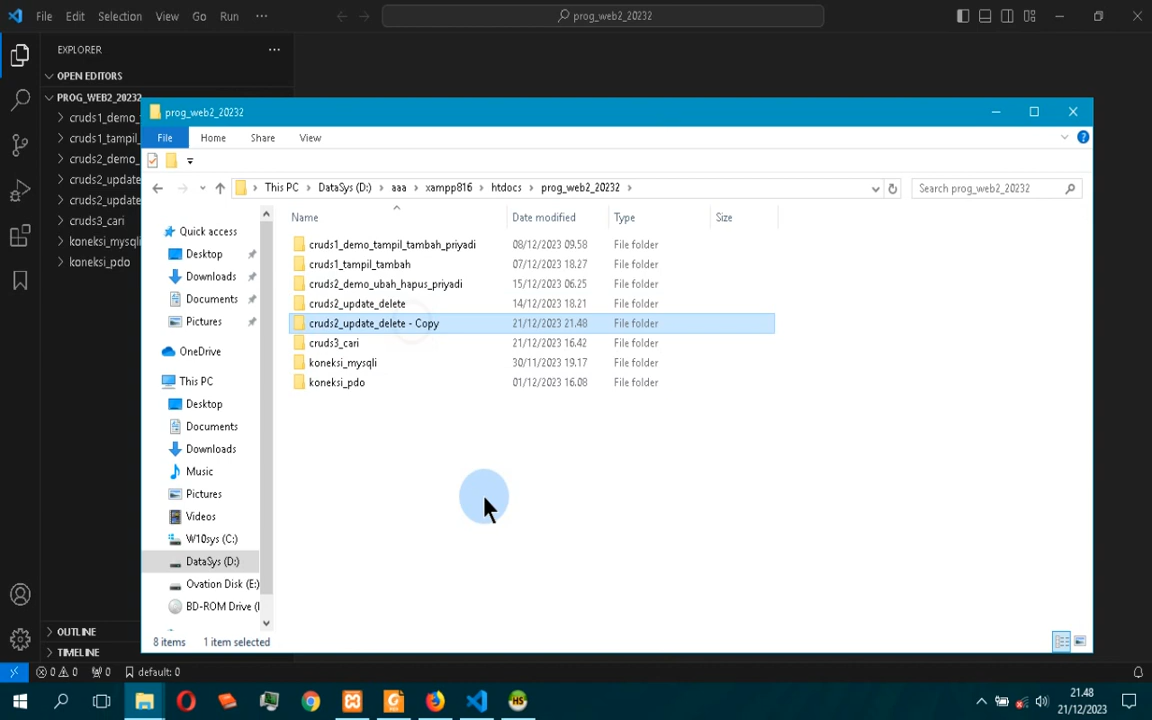 File Edit Selection View Go Run ··· prog_web2_20232
EXPLORER ···
OPEN EDITORS
PROG_WEB2_20232
cruds1_demo_
cruds1_tampil_
cruds2_demo_
cruds2_update
cruds2_update
cruds3_cari
koneksi_mysqli
koneksi_pdo
OUTLINE
TIMELINE
0 0 0 default: 0
prog_web2_20232
File Home Share View
This PC > DataSys (D:) > aaa > xampp816 > htdocs > prog_web2_20232 >
Search prog_web2_20232
Quick access
Desktop
Downloads
Documents
Pictures
OneDrive
This PC
Desktop
Documents
Downloads
Music
Pictures
Videos
W10sys (C:)
DataSys (D:)
Ovation Disk (E:)
BD-ROM Drive (
Name Date modified Type Size
cruds1_demo_tampil_tambah_priyadi 08/12/2023 09.58 File folder
cruds1_tampil_tambah 07/12/2023 18.27 File folder
cruds2_demo_ubah_hapus_priyadi 15/12/2023 06.25 File folder
cruds2_update_delete 14/12/2023 18.21 File folder
cruds2_update_delete - Copy 21/12/2023 21.48 File folder
cruds3_cari 21/12/2023 16.42 File folder
koneksi_mysqli 30/11/2023 19.17 File folder
koneksi_pdo 01/12/2023 16.08 File folder
8 items 1 item selected
HS
21.48
21/12/2023